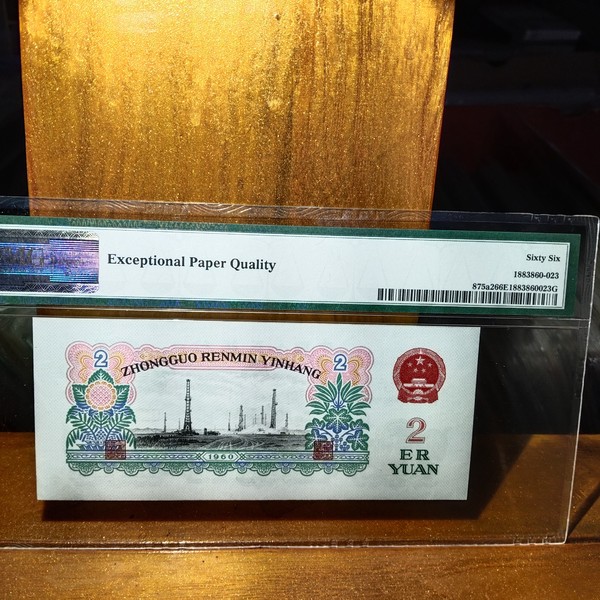 Exceptional Paper Quality
Sixty Six
1883860-023
875a266E1883860023G
2
2
ZHONGGUO RENMIN YINHANG
1960
2
ER
YUAN